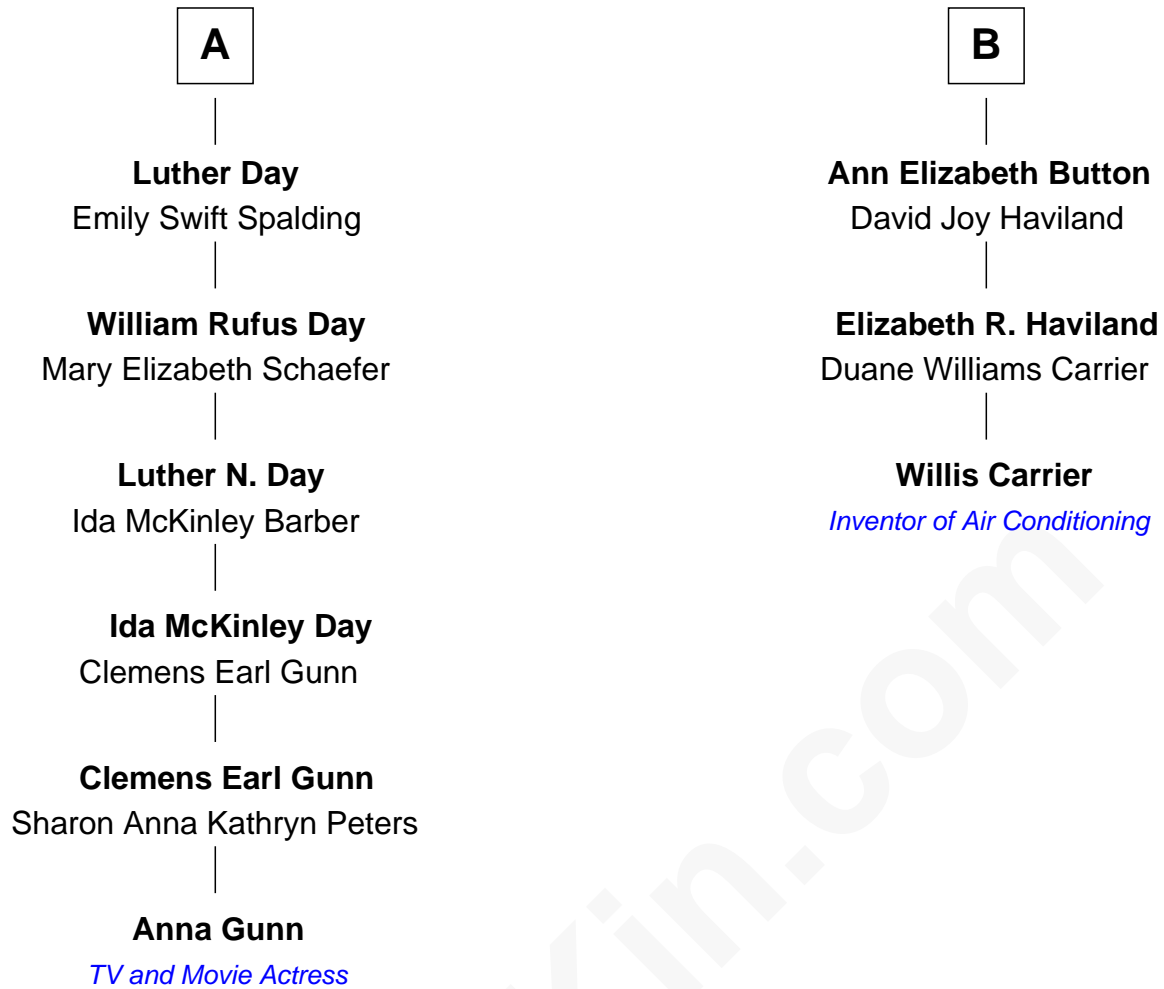 A
Luther Day
Emily Swift Spalding
William Rufus Day
Mary Elizabeth Schaefer
Luther N. Day
Ida McKinley Barber
Ida McKinley Day
Clemens Earl Gunn
Clemens Earl Gunn
Sharon Anna Kathryn Peters
Anna Gunn
TV and Movie Actress
B
Ann Elizabeth Button
David Joy Haviland
Elizabeth R. Haviland
Duane Williams Carrier
Willis Carrier
Inventor of Air Conditioning
in.com